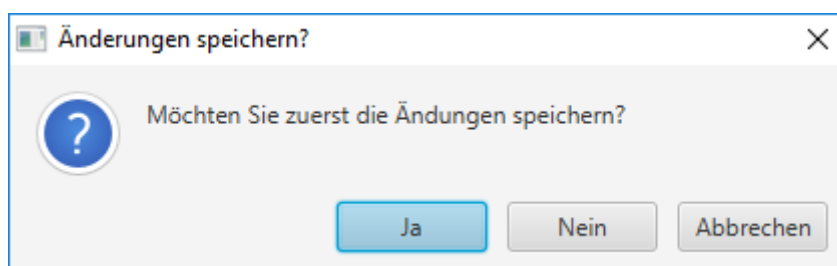 Änderungen speichern?
Möchten Sie zuerst die Ändungen speichern?
Ja Nein Abbrechen